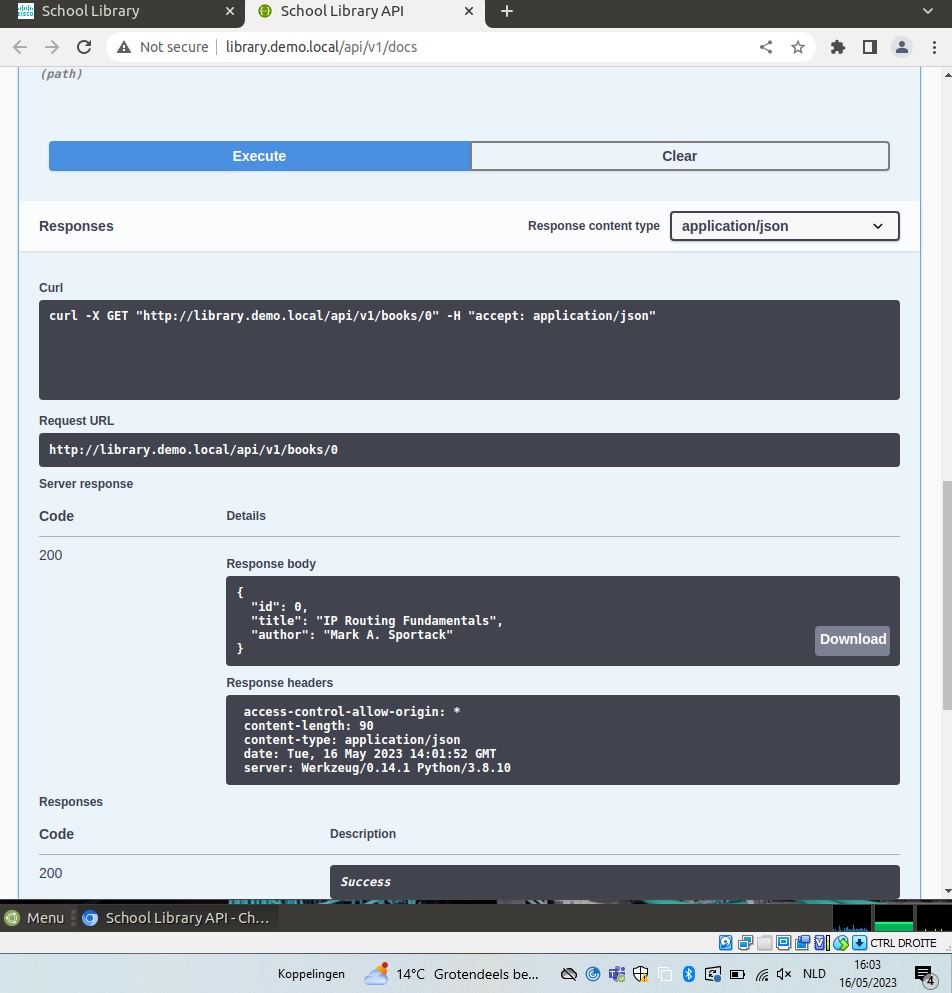 CISCO
School Library
School Library API
Not secure
library.demo.local/api/v1/docs
(path)
Execute
Clear
Responses
Response content type
application/json
Curl
curl -X GET "http://library.demo.local/api/v1/books/0" -H "accept: application/json"
Request URL
http://library.demo.local/api/v1/books/0
Server response
Code
Details
200
Response body
{
"id": 0,
"title": "IP Routing Fundamentals",
"author": "Mark A. Sportack"
}
Download
Response headers
access-control-allow-origin: *
content-length: 90
content-type: application/json
date: Tue, 16 May 2023 14:01:52 GMT
server: Werkzeug/0.14.1 Python/3.8.10
Responses
Code
Description
200
Success
Menu
School Library API - Ch...
CTRL DROITE
Koppelingen
14°C Grotendeels be...
NLD
16:03
16/05/2023
4